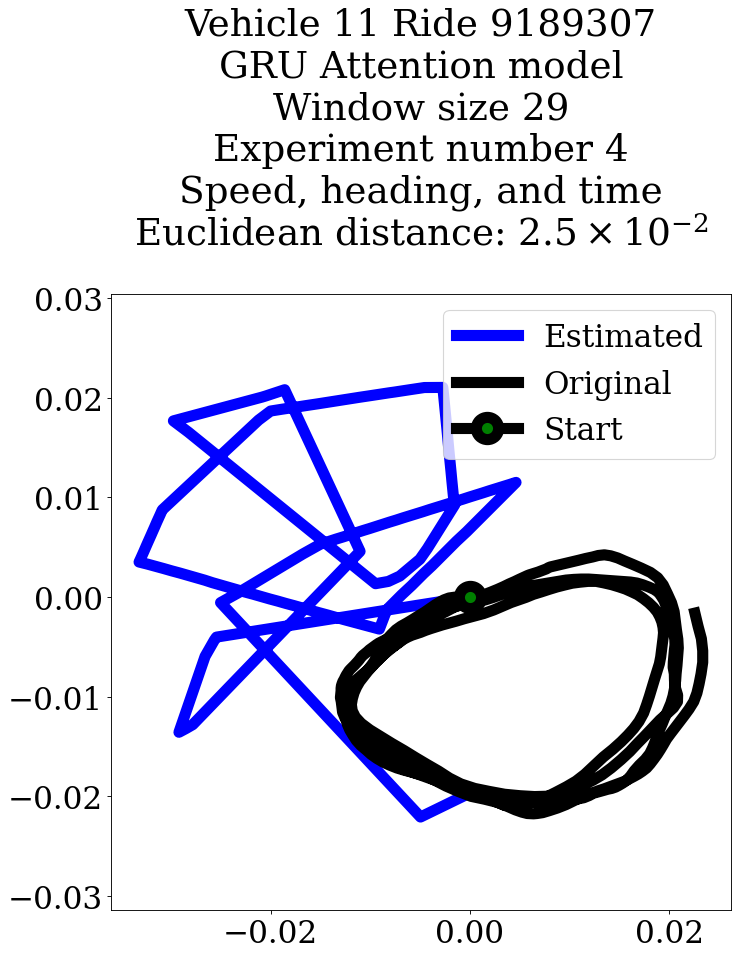 Vehicle 11 Ride 9189307
GRU Attention model
Window size 29
Experiment number 4
Speed, heading, and time
Euclidean distance: 2.5 × 10⁻²
Estimated
Original
Start
0.03
0.02
0.01
0.00
−0.01
−0.02
−0.03
−0.02
0.00
0.02